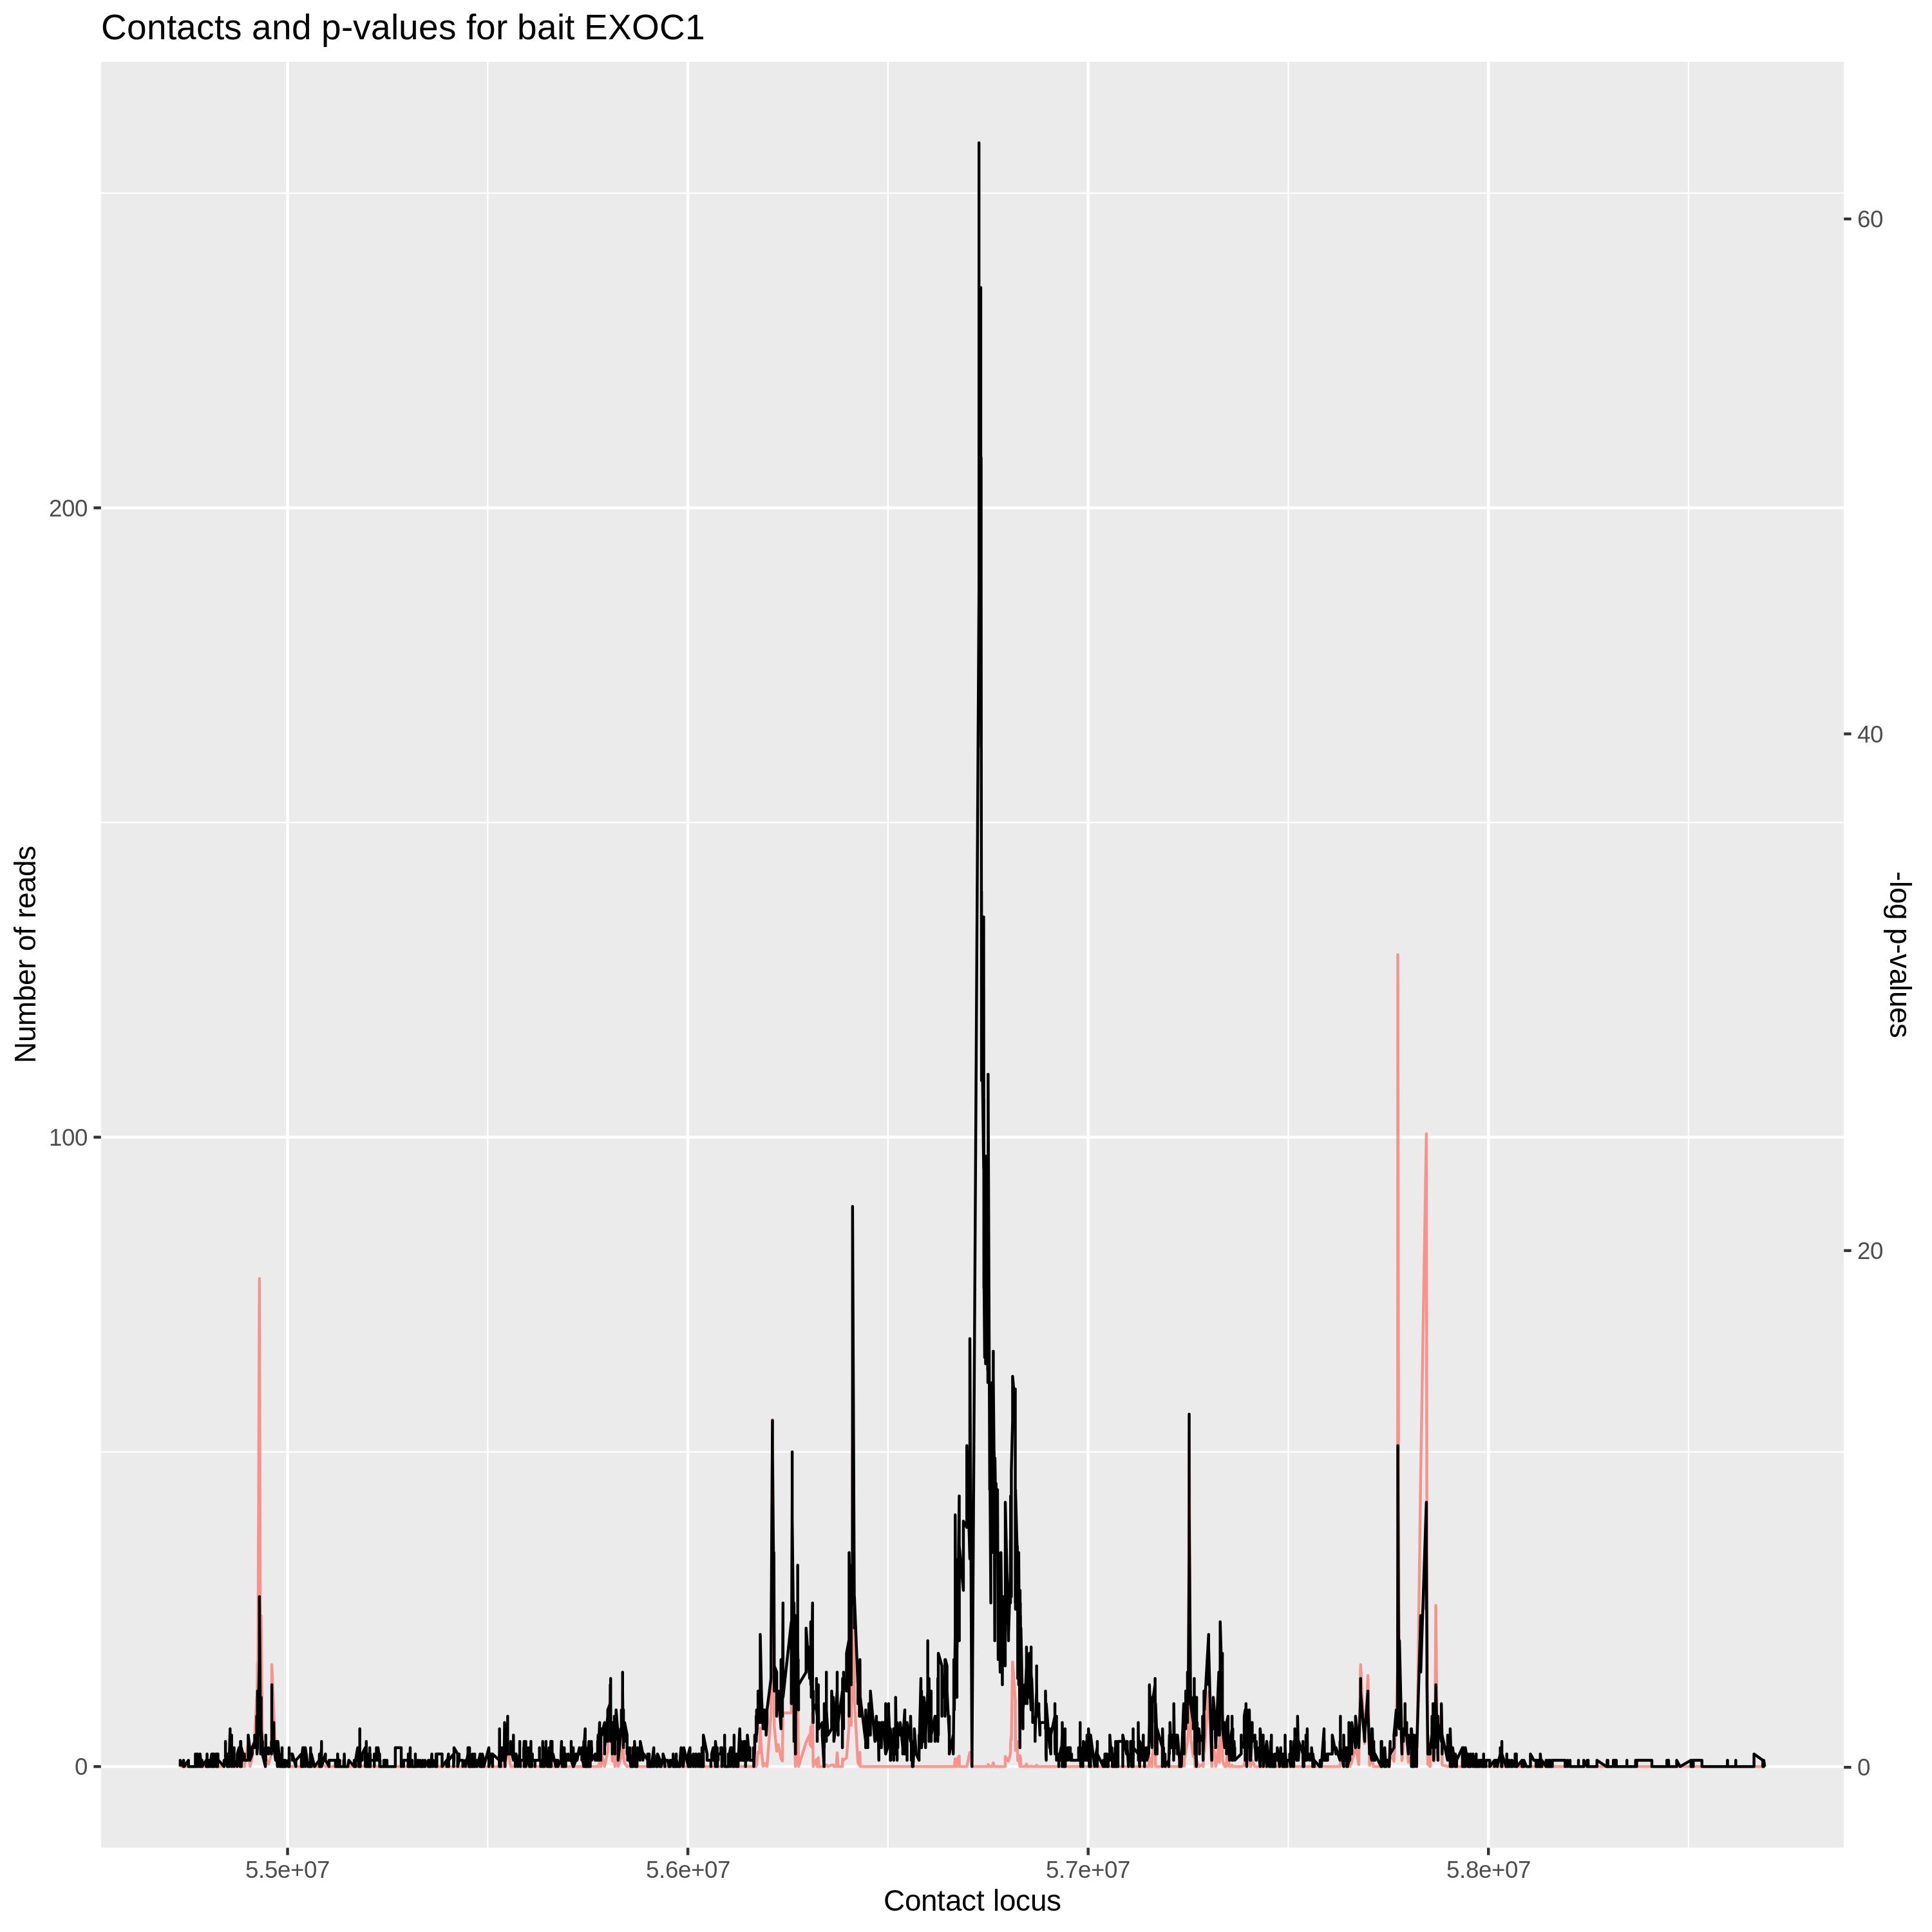 Contacts and p-values for bait EXOC1
Number of reads
200
100
0
60
40
20
0
-log p-values
5.5e+07
5.6e+07
5.7e+07
5.8e+07
Contact locus